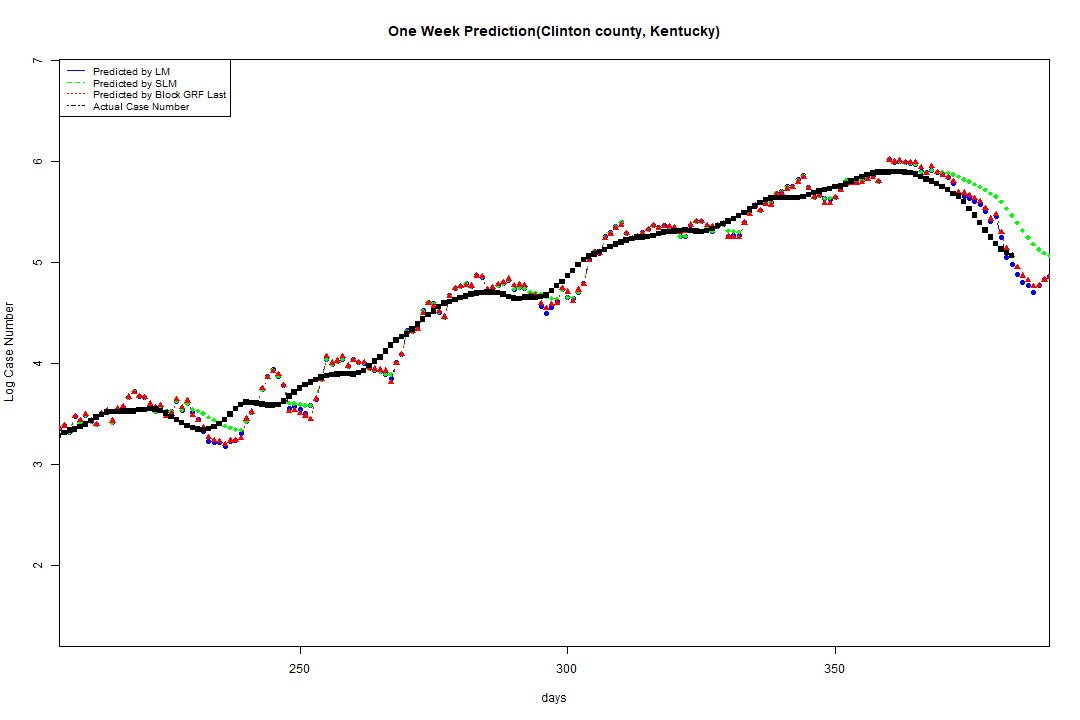 One Week Prediction(Clinton county, Kentucky)
Predicted by LM
Predicted by SLM
Predicted by Block GRF Last
Actual Case Number
7
6
5
4
3
2
Log Case Number
250 300 350
days